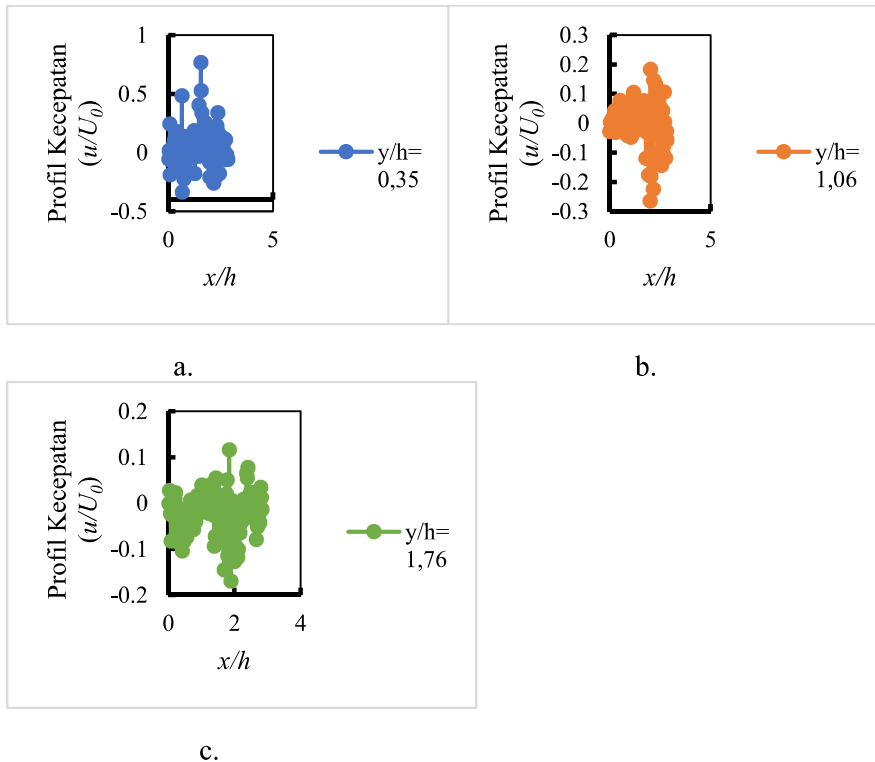 Profil Kecepatan
(u/U0)
1
0.5
0
-0.5
0
5
x/h
y/h=
0,35
a.
Profil Kecepatan
(u/U0)
0.3
0.2
0.1
0
-0.1
-0.2
-0.3
0
5
x/h
y/h=
1,06
b.
Profil Kecepatan
(u/U0)
0.2
0.1
0
-0.1
-0.2
0
2
4
x/h
y/h=
1,76
c.